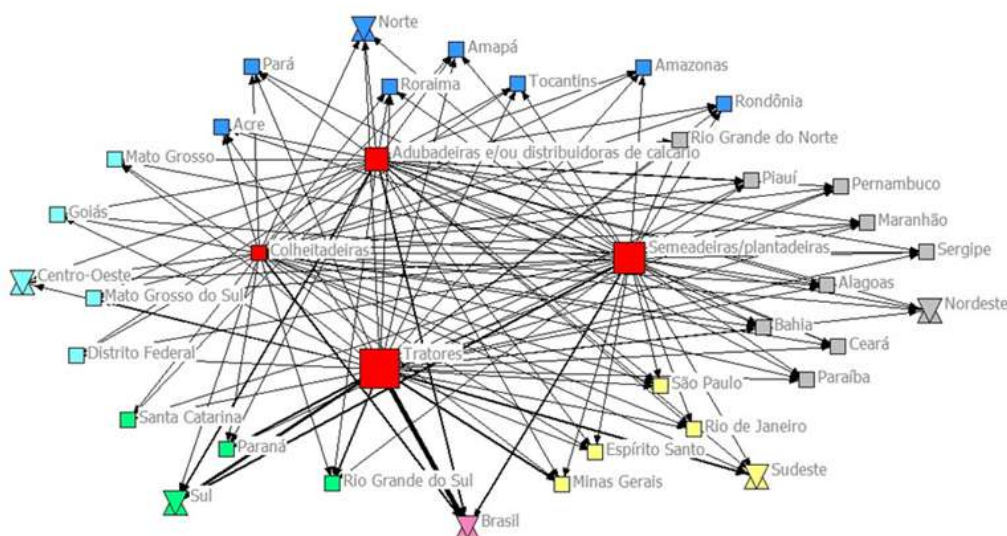 Norte
Amapá
Pará
Amazonas
Roraima
Tocantins
Rondônia
Acre
Rio Grande do Norte
Adubadeiras e/ou distribuidoras de calcário
Mato Grosso
Piauí
Pernambuco
Goiás
Maranhão
Colheitadeiras
Semeadeiras/plantadeiras
Sergipe
Centro-Oeste
Alagoas
Mato Grosso do Sul
Nordeste
Bahia
Ceará
Distrito Federal
Tratores
São Paulo
Paraíba
Santa Catarina
Rio de Janeiro
Paraná
Espírito Santo
Sudeste
Rio Grande do Sul
Minas Gerais
Sul
Brasil